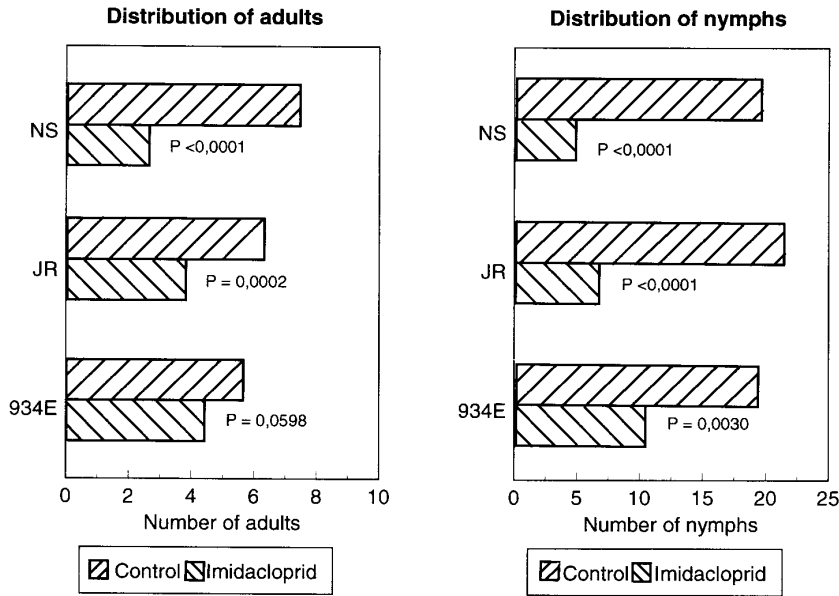 Distribution of adults
NS
P <0,0001
JR
P = 0,0002
934E
P = 0,0598
0 2 4 6 8 10
Number of adults
Control Imidacloprid
Distribution of nymphs
NS
P <0,0001
JR
P <0,0001
934E
P = 0,0030
0 5 10 15 20 25
Number of nymphs
Control Imidacloprid